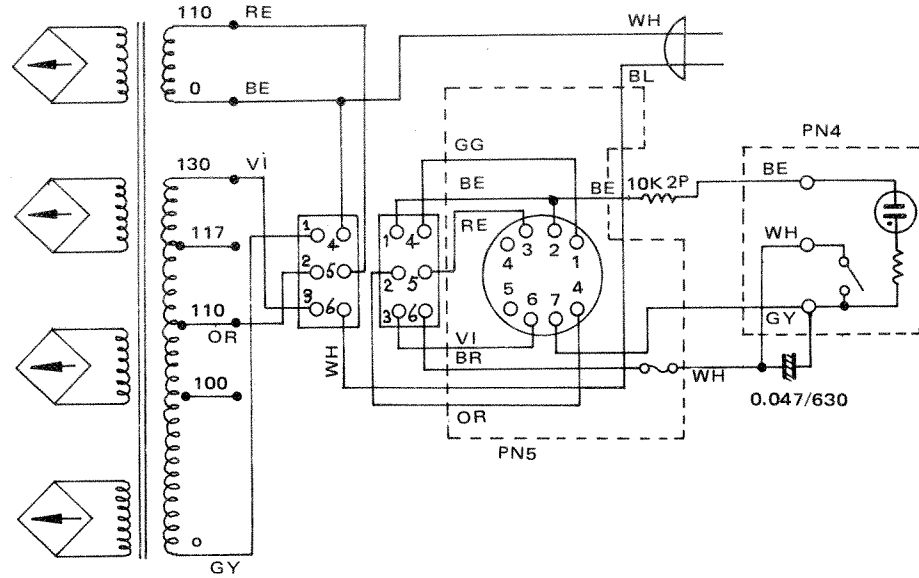 110 RE
WH
0 BE
BL
PN4
130 VI
GG
BE
BE
BE
10K 2P
RE
117
1 4
2 5
3 6
1 4
2 5
3 6
4 3 2 1
5 6 7 4
WH
GY
110
OR
VI
BR
WH
WH
100
OR
0.047/630
PN5
0
GY